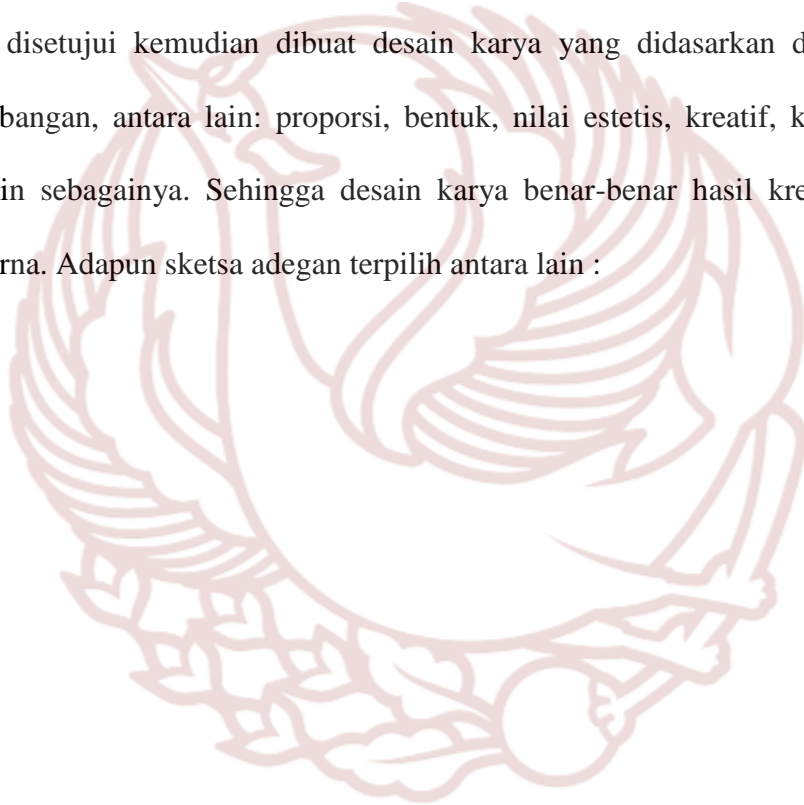 disetujui kemudian dibuat desain karya yang didasarkan d
bangan, antara lain: proporsi, bentuk, nilai estetis, kreatif, k
in sebagainya. Sehingga desain karya benar-benar hasil kre
rna. Adapun sketsa adegan terpilih antara lain :